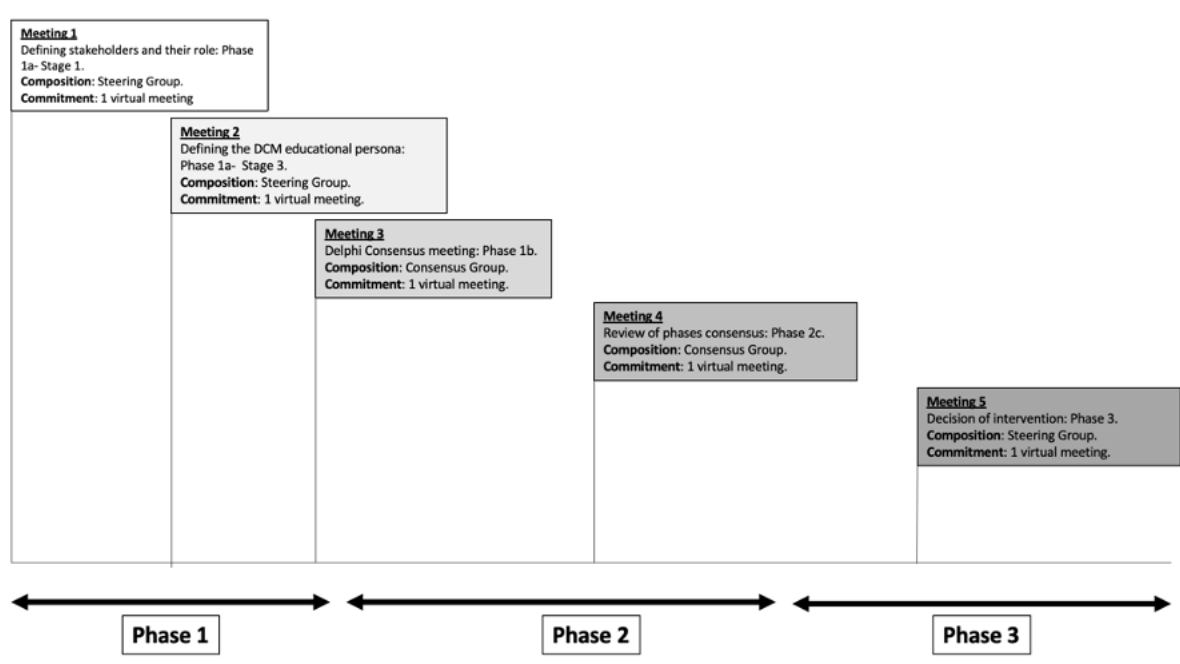 Meeting 1
Defining stakeholders and their role: Phase
1a- Stage 1.
Composition: Steering Group.
Commitment: 1 virtual meeting
Meeting 2
Defining the DCM educational persona:
Phase 1a-  Stage 3.
Composition: Steering Group.
Commitment: 1 virtual meeting.
Meeting 3
Delphi Consensus meeting: Phase 1b.
Composition: Consensus Group.
Commitment: 1 virtual meeting.
Meeting 4
Review of phases consensus: Phase 2c.
Composition: Consensus Group.
Commitment: 1 virtual meeting.
Meeting 5
Decision of intervention: Phase 3.
Composition: Steering Group.
Commitment: 1 virtual meeting.
Phase 1
Phase 2
Phase 3